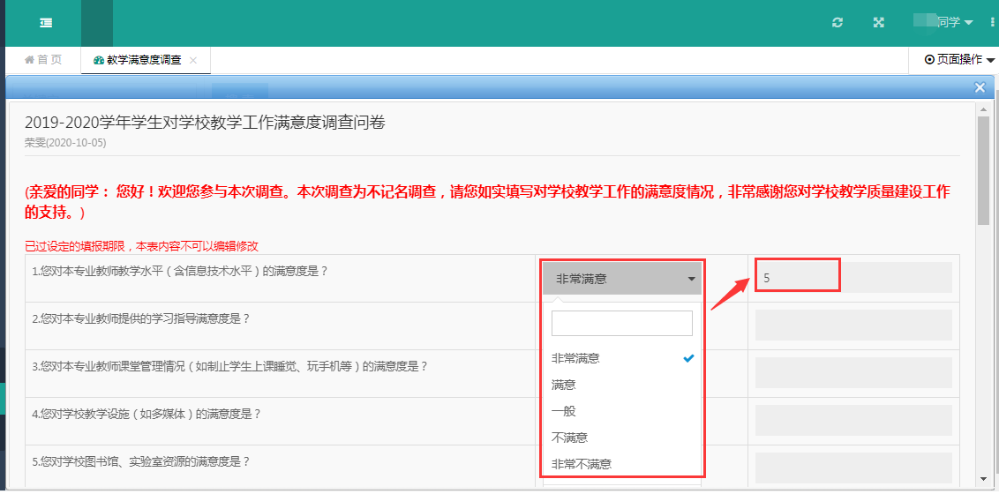 同学
首 页
教学满意度调查
页面操作
2019-2020学年学生对学校教学工作满意度调查问卷
荣雯(2020-10-05)
(亲爱的同学： 您好！欢迎您参与本次调查。本次调查为不记名调查，请您如实填写对学校教学工作的满意度情况，非常感谢您对学校教学质量建设工作
的支持。)
已过设定的填报期限，本表内容不可以编辑修改
1.您对本专业教师教学水平（含信息技术水平）的满意度是？
非常满意
5
2.您对本专业教师提供的学习指导满意度是？
3.您对本专业教师课堂管理情况（如制止学生上课睡觉、玩手机等）的满意度是？
非常满意
满意
4.您对学校教学设施（如多媒体）的满意度是？
一般
不满意
5.您对学校图书馆、实验室资源的满意度是？
非常不满意